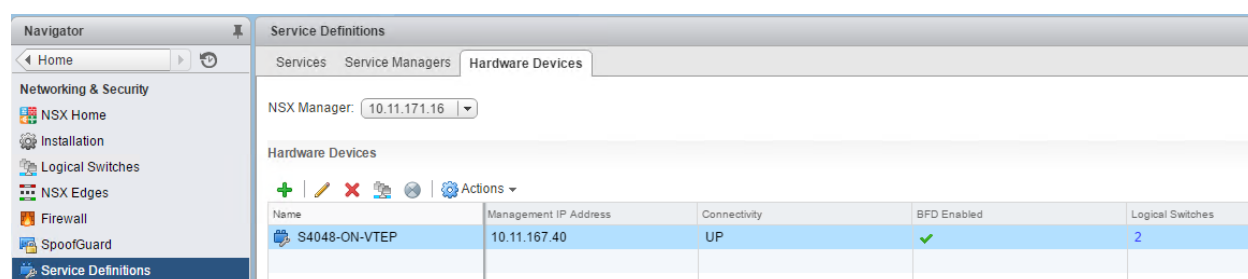 Navigator
Service Definitions
Home
Services Service Managers Hardware Devices
Networking & Security
NSX Home
Installation
Logical Switches
NSX Edges
Firewall
SpoofGuard
Service Definitions
NSX Manager: 10.11.171.16
Hardware Devices
Actions
Name Management IP Address Connectivity BFD Enabled Logical Switches
S4048-ON-VTEP 10.11.167.40 UP 2